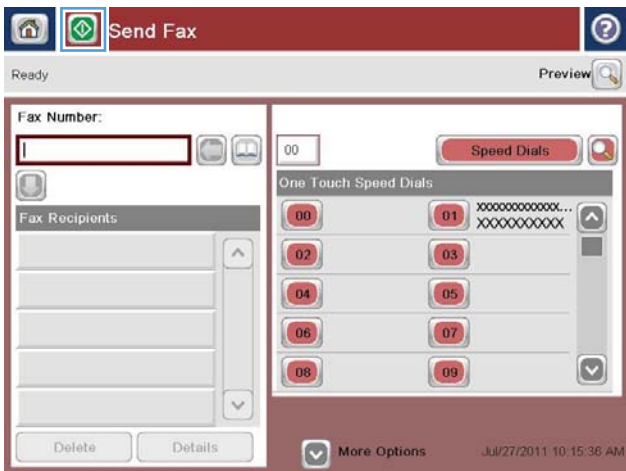 Send Fax
Ready
Preview
Fax Number:
00
Speed Dials
One Touch Speed Dials
Fax Recipients
00
01
XXXXXXXXXXXXX...
XXXXXXXXXX
02
03
04
05
06
07
08
09
Delete
Details
More Options
Jul/27/2011 10:15:36 AM